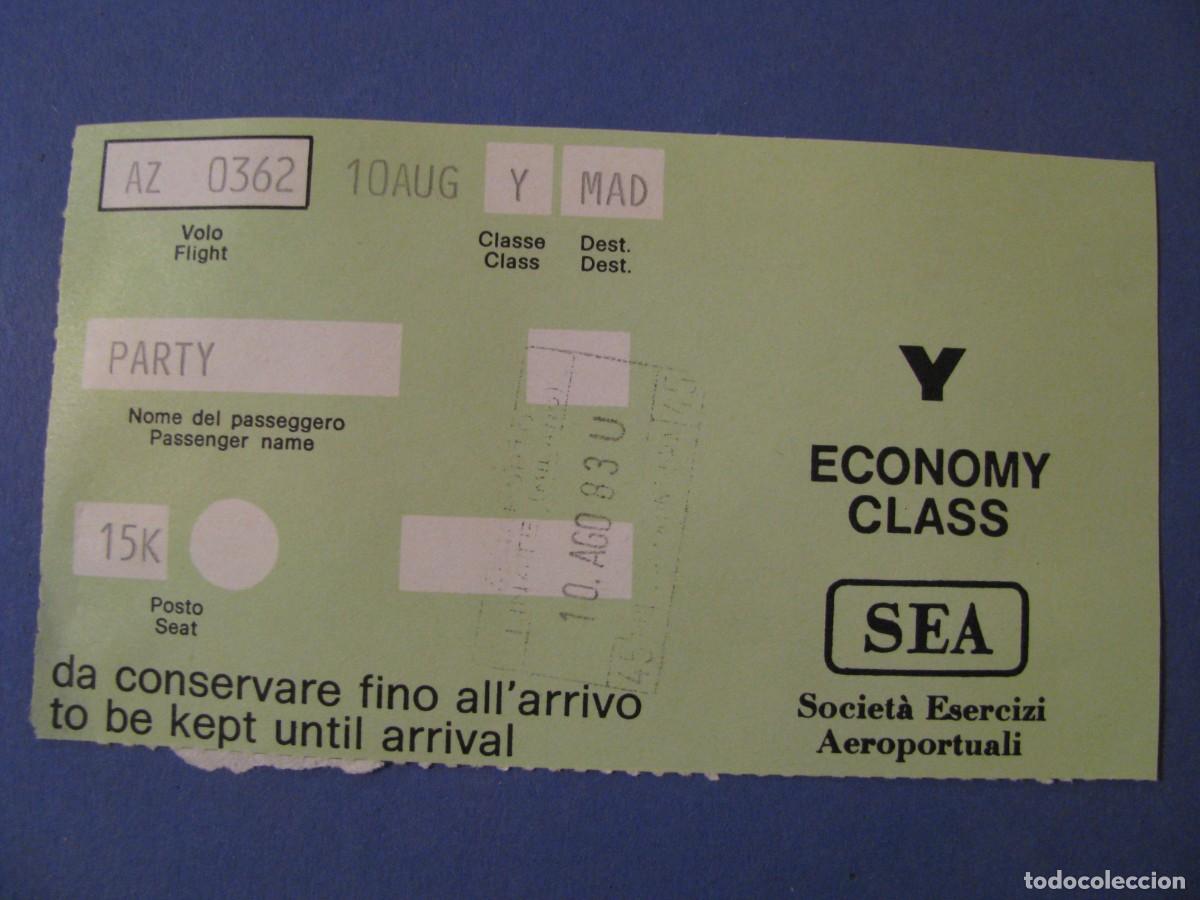 AZ 0362 10AUG Y MAD
Volo
Flight
Classe
Class
Dest.
Dest.
PARTY
Nome del passeggero
Passenger name
15K
Posto
Seat
10. AGO 83 U
da conservare fino all'arrivo
to be kept until arrival
Y
ECONOMY
CLASS
SEA
Società Esercizi
Aeroportuali
todocoleccion